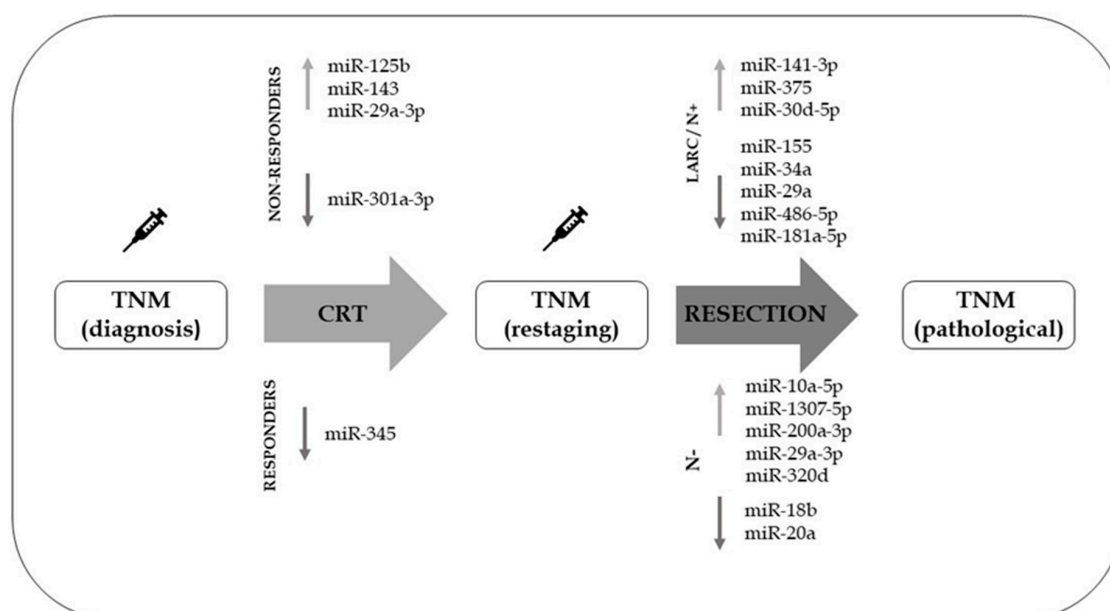 NON-RESPONDERS
miR-125b
miR-143
miR-29a-3p
miR-301a-3p
LARC / N+
miR-141-3p
miR-375
miR-30d-5p
miR-155
miR-34a
miR-29a
miR-486-5p
miR-181a-5p
TNM
(diagnosis)
CRT
TNM
(restaging)
RESECTION
TNM
(pathological)
RESPONDERS
miR-345
N-
miR-10a-5p
miR-1307-5p
miR-200a-3p
miR-29a-3p
miR-320d
miR-18b
miR-20a